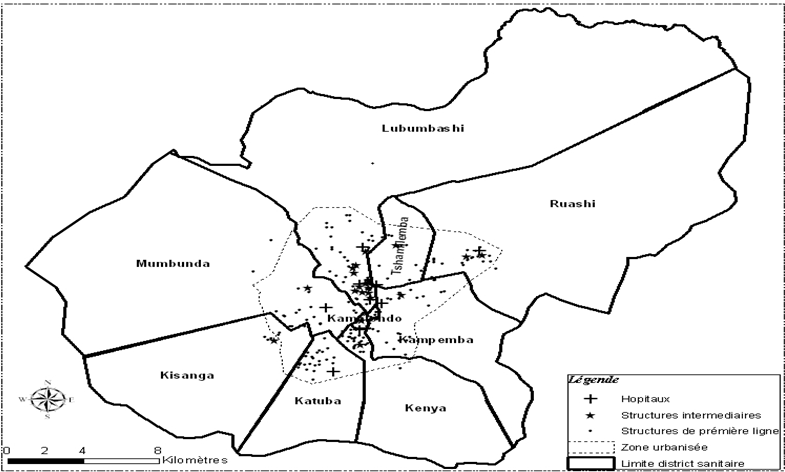 Lubumbashi
Ruashi
Tshamilemba
Mumbunda
Kamalondo
Kampemba
Kisanga
Katuba
Kenya
N
W E
S
0 2 4 8
Kilomètres
Légende
Hopitaux
Structures intermediaires
Structures de prémière ligne
Zone urbanisée
Limite district sanitaire